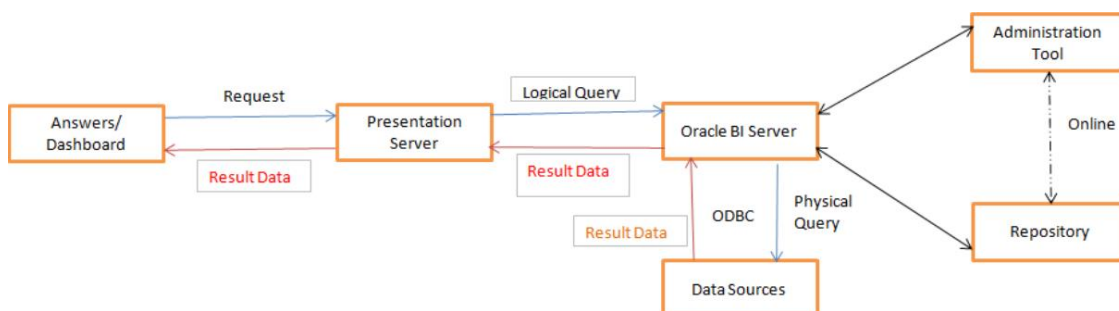 Administration
Tool
Request
Logical Query
Answers/
Dashboard
Presentation
Server
Oracle BI Server
Online
Result Data
Result Data
ODBC
Physical
Query
Result Data
Repository
Data Sources